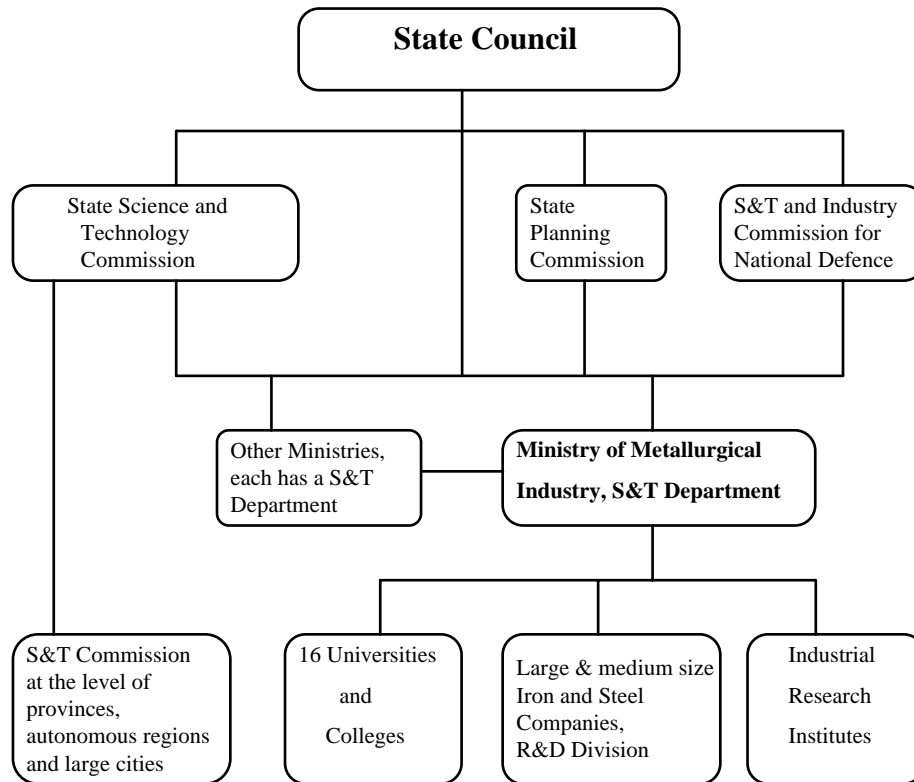 State Council
State Science and
Technology
Commission
State
Planning
Commission
S&T and Industry
Commission for
National Defence
Other Ministries,
each has a S&T
Department
Ministry of Metallurgical
Industry, S&T Department
S&T Commission
at the level of
provinces,
autonomous regions
and large cities
16 Universities
and
Colleges
Large & medium size
Iron and Steel
Companies,
R&D Division
Industrial
Research
Institutes